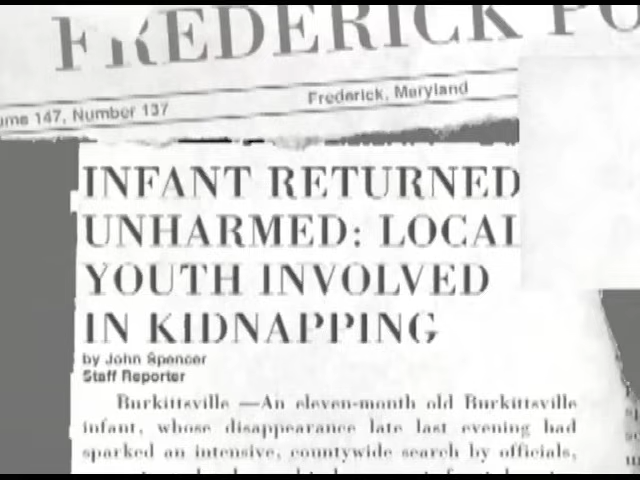 FREDERICK PO
ume 147, Number 137
Frederick, Maryland
INFANT RETURNED
UNHARMED: LOCAL
YOUTH INVOLVED
IN KIDNAPPING
by John Spencer
Staff Reporter
Burkittsville —An eleven-month old Burkittsville
infant, whose disappearance late last evening had
sparked an intensive, countywide search by officials,